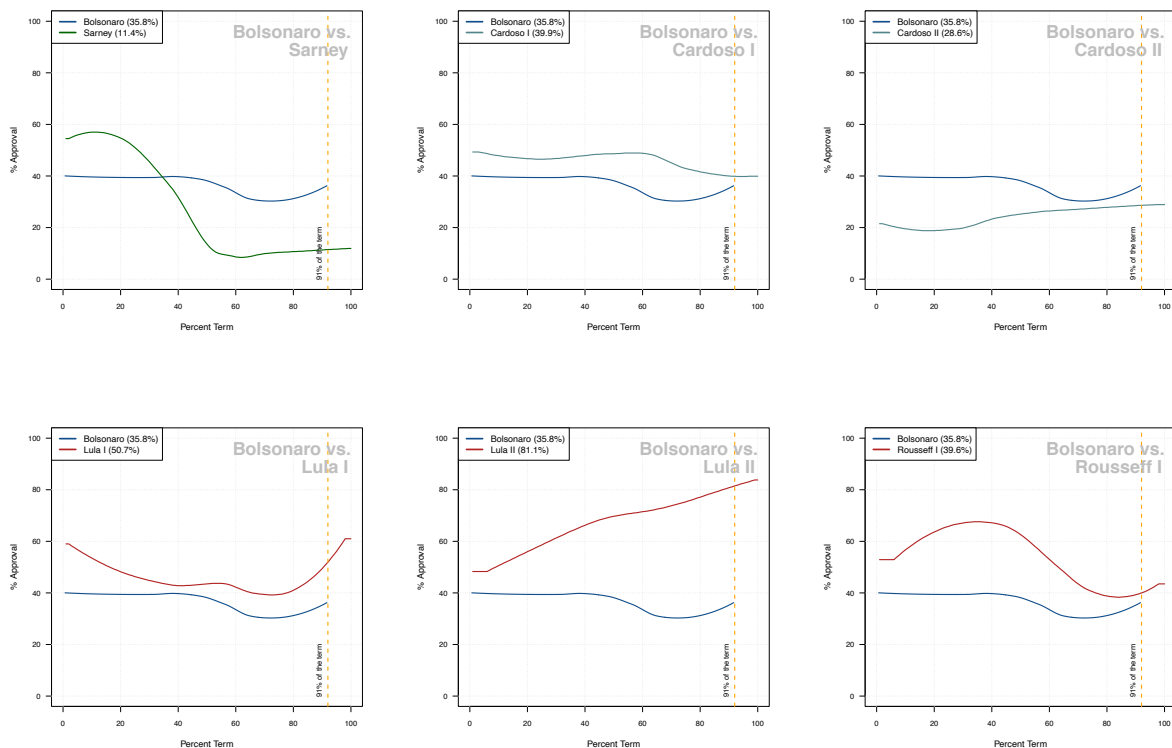 Bolsonaro (35.8%)
Sarney (11.4%)
Bolsonaro vs.
Sarney
100
80
60
40
20
0
% Approval
91% of the term
0 20 40 60 80 100
Percent Term
Bolsonaro (35.8%)
Cardoso I (39.9%)
Bolsonaro vs.
Cardoso I
100
80
60
40
20
0
% Approval
91% of the term
0 20 40 60 80 100
Percent Term
Bolsonaro (35.8%)
Cardoso II (28.6%)
Bolsonaro vs.
Cardoso II
100
80
60
40
20
0
% Approval
91% of the term
0 20 40 60 80 100
Percent Term
Bolsonaro (35.8%)
Lula I (50.7%)
Bolsonaro vs.
Lula I
100
80
60
40
20
0
% Approval
91% of the term
0 20 40 60 80 100
Percent Term
Bolsonaro (35.8%)
Lula II (81.1%)
Bolsonaro vs.
Lula II
100
80
60
40
20
0
% Approval
91% of the term
0 20 40 60 80 100
Percent Term
Bolsonaro (35.8%)
Rousseff I (39.6%)
Bolsonaro vs.
Rousseff I
100
80
60
40
20
0
% Approval
91% of the term
0 20 40 60 80 100
Percent Term